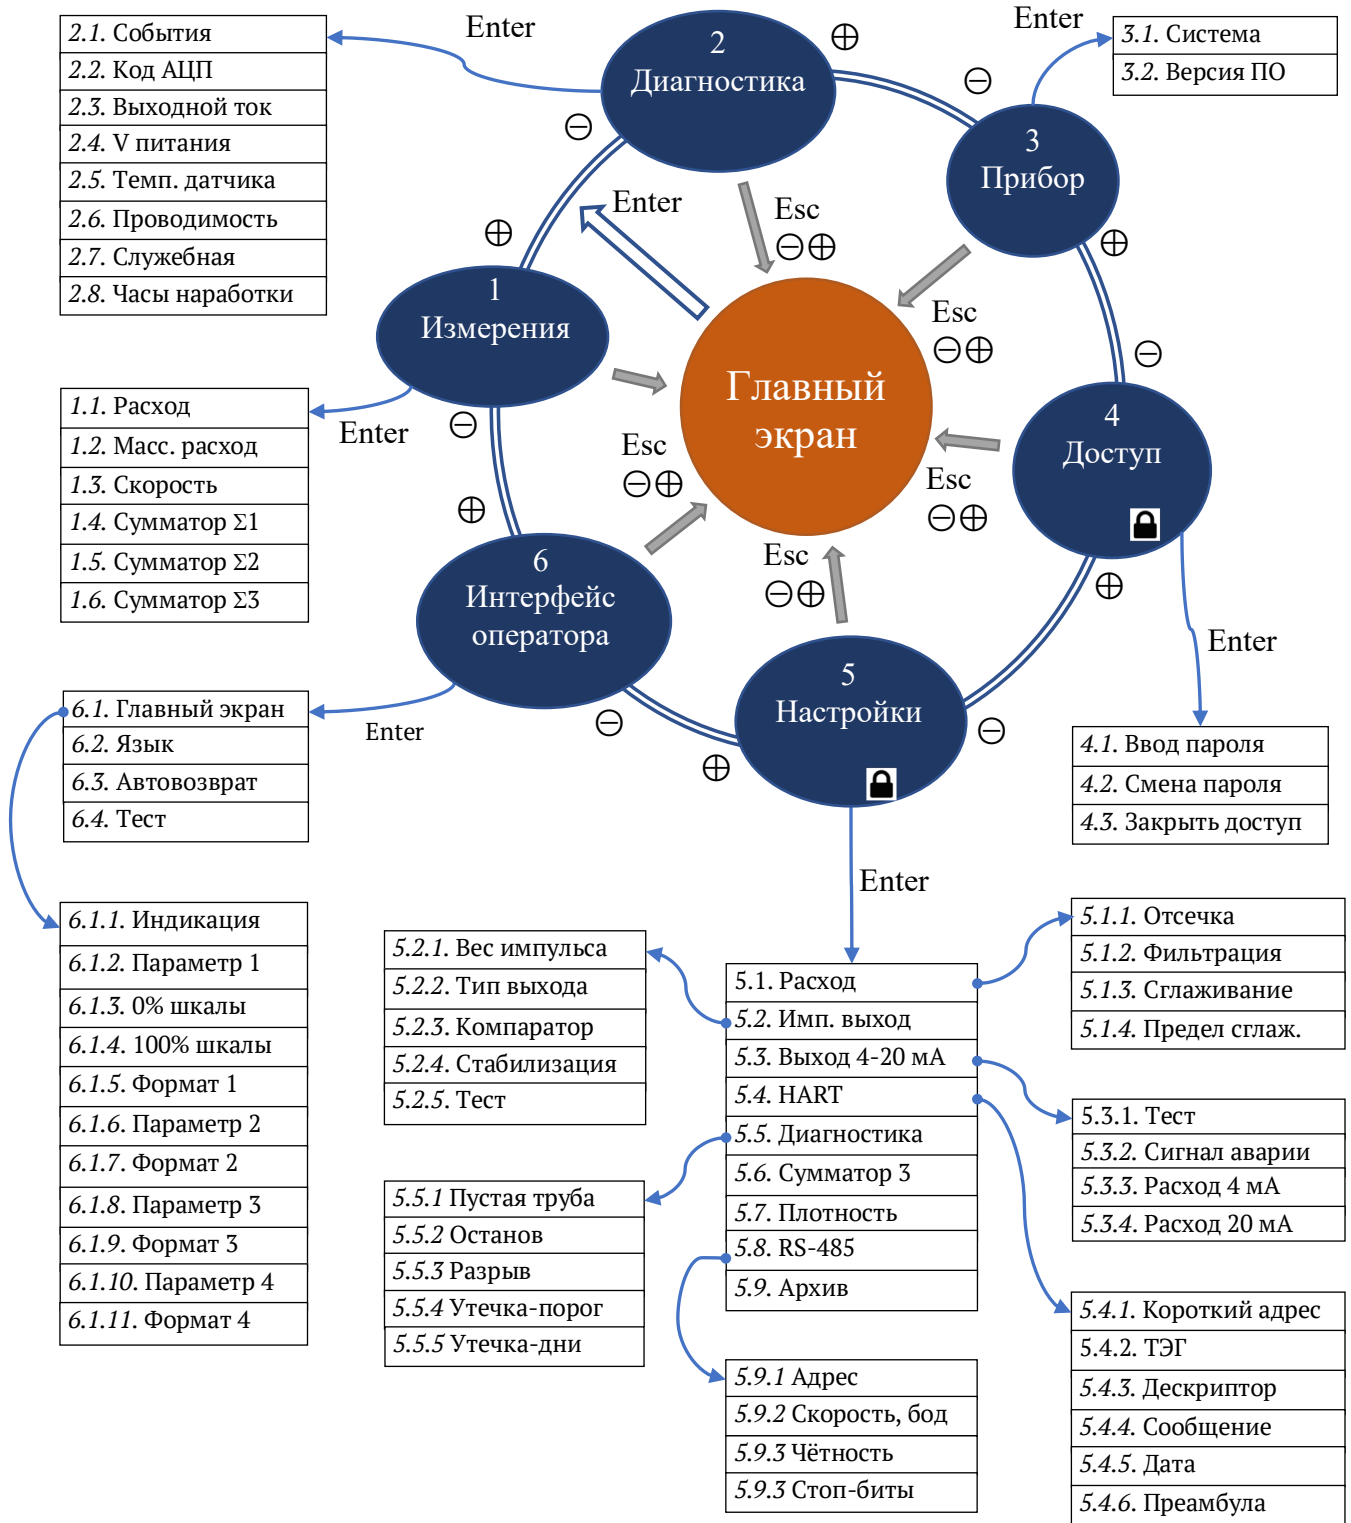 2.1. События
2.2. Код АЦП
2.3. Выходной ток
2.4. V питания
2.5. Темп. датчика
2.6. Проводимость
2.7. Служебная
2.8. Часы наработки
Enter
2
Диагностика
Enter
3.1. Система
3.2. Версия ПО
3
Прибор
Enter
Esc
Esc
1
Измерения
Главный
экран
4
Доступ
1.1. Расход
1.2. Масс. расход
1.3. Скорость
1.4. Сумматор Σ1
1.5. Сумматор Σ2
1.6. Сумматор Σ3
Enter
Esc
Esc
Esc
6
Интерфейс
оператора
5
Настройки
Enter
6.1. Главный экран
6.2. Язык
6.3. Автовозврат
6.4. Тест
Enter
4.1. Ввод пароля
4.2. Смена пароля
4.3. Закрыть доступ
Enter
6.1.1. Индикация
6.1.2. Параметр 1
6.1.3. 0% шкалы
6.1.4. 100% шкалы
6.1.5. Формат 1
6.1.6. Параметр 2
6.1.7. Формат 2
6.1.8. Параметр 3
6.1.9. Формат 3
6.1.10. Параметр 4
6.1.11. Формат 4
5.2.1. Вес импульса
5.2.2. Тип выхода
5.2.3. Компаратор
5.2.4. Стабилизация
5.2.5. Тест
5.5.1 Пустая труба
5.5.2 Останов
5.5.3 Разрыв
5.5.4 Утечка-порог
5.5.5 Утечка-дни
5.1. Расход
5.2. Имп. выход
5.3. Выход 4-20 мА
5.4. HART
5.5. Диагностика
5.6. Сумматор 3
5.7. Плотность
5.8. RS-485
5.9. Архив
5.9.1 Адрес
5.9.2 Скорость, бод
5.9.3 Чётность
5.9.3 Стоп-биты
5.1.1. Отсечка
5.1.2. Фильтрация
5.1.3. Сглаживание
5.1.4. Предел сглаж.
5.3.1. Тест
5.3.2. Сигнал аварии
5.3.3. Расход 4 мА
5.3.4. Расход 20 мА
5.4.1. Короткий адрес
5.4.2. ТЭГ
5.4.3. Дескриптор
5.4.4. Сообщение
5.4.5. Дата
5.4.6. Преамбула